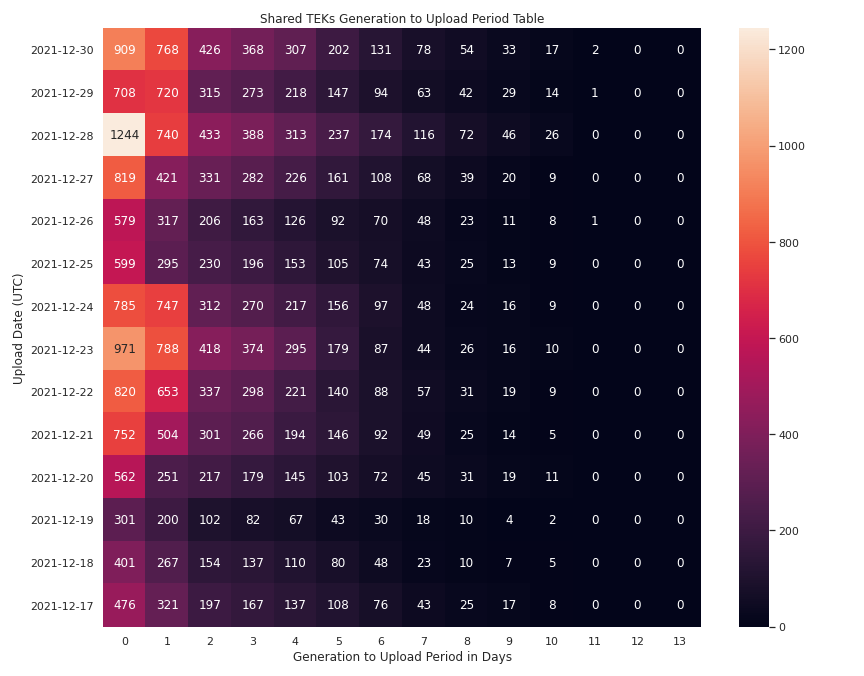 Shared TEKs Generation to Upload Period Table
2021-12-30 909 768 426 368 307 202 131 78 54 33 17 2 0 0
2021-12-29 708 720 315 273 218 147 94 63 42 29 14 1 0 0
2021-12-28 1244 740 433 388 313 237 174 116 72 46 26 0 0 0
2021-12-27 819 421 331 282 226 161 108 68 39 20 9 0 0 0
2021-12-26 579 317 206 163 126 92 70 48 23 11 8 1 0 0
2021-12-25 599 295 230 196 153 105 74 43 25 13 9 0 0 0
2021-12-24 785 747 312 270 217 156 97 48 24 16 9 0 0 0
2021-12-23 971 788 418 374 295 179 87 44 26 16 10 0 0 0
2021-12-22 820 653 337 298 221 140 88 57 31 19 9 0 0 0
2021-12-21 752 504 301 266 194 146 92 49 25 14 5 0 0 0
2021-12-20 562 251 217 179 145 103 72 45 31 19 11 0 0 0
2021-12-19 301 200 102 82 67 43 30 18 10 4 2 0 0 0
2021-12-18 401 267 154 137 110 80 48 23 10 7 5 0 0 0
2021-12-17 476 321 197 167 137 108 76 43 25 17 8 0 0 0
0 1 2 3 4 5 6 7 8 9 10 11 12 13
Generation to Upload Period in Days
Upload Date (UTC)
1200
1000
800
600
400
200
0